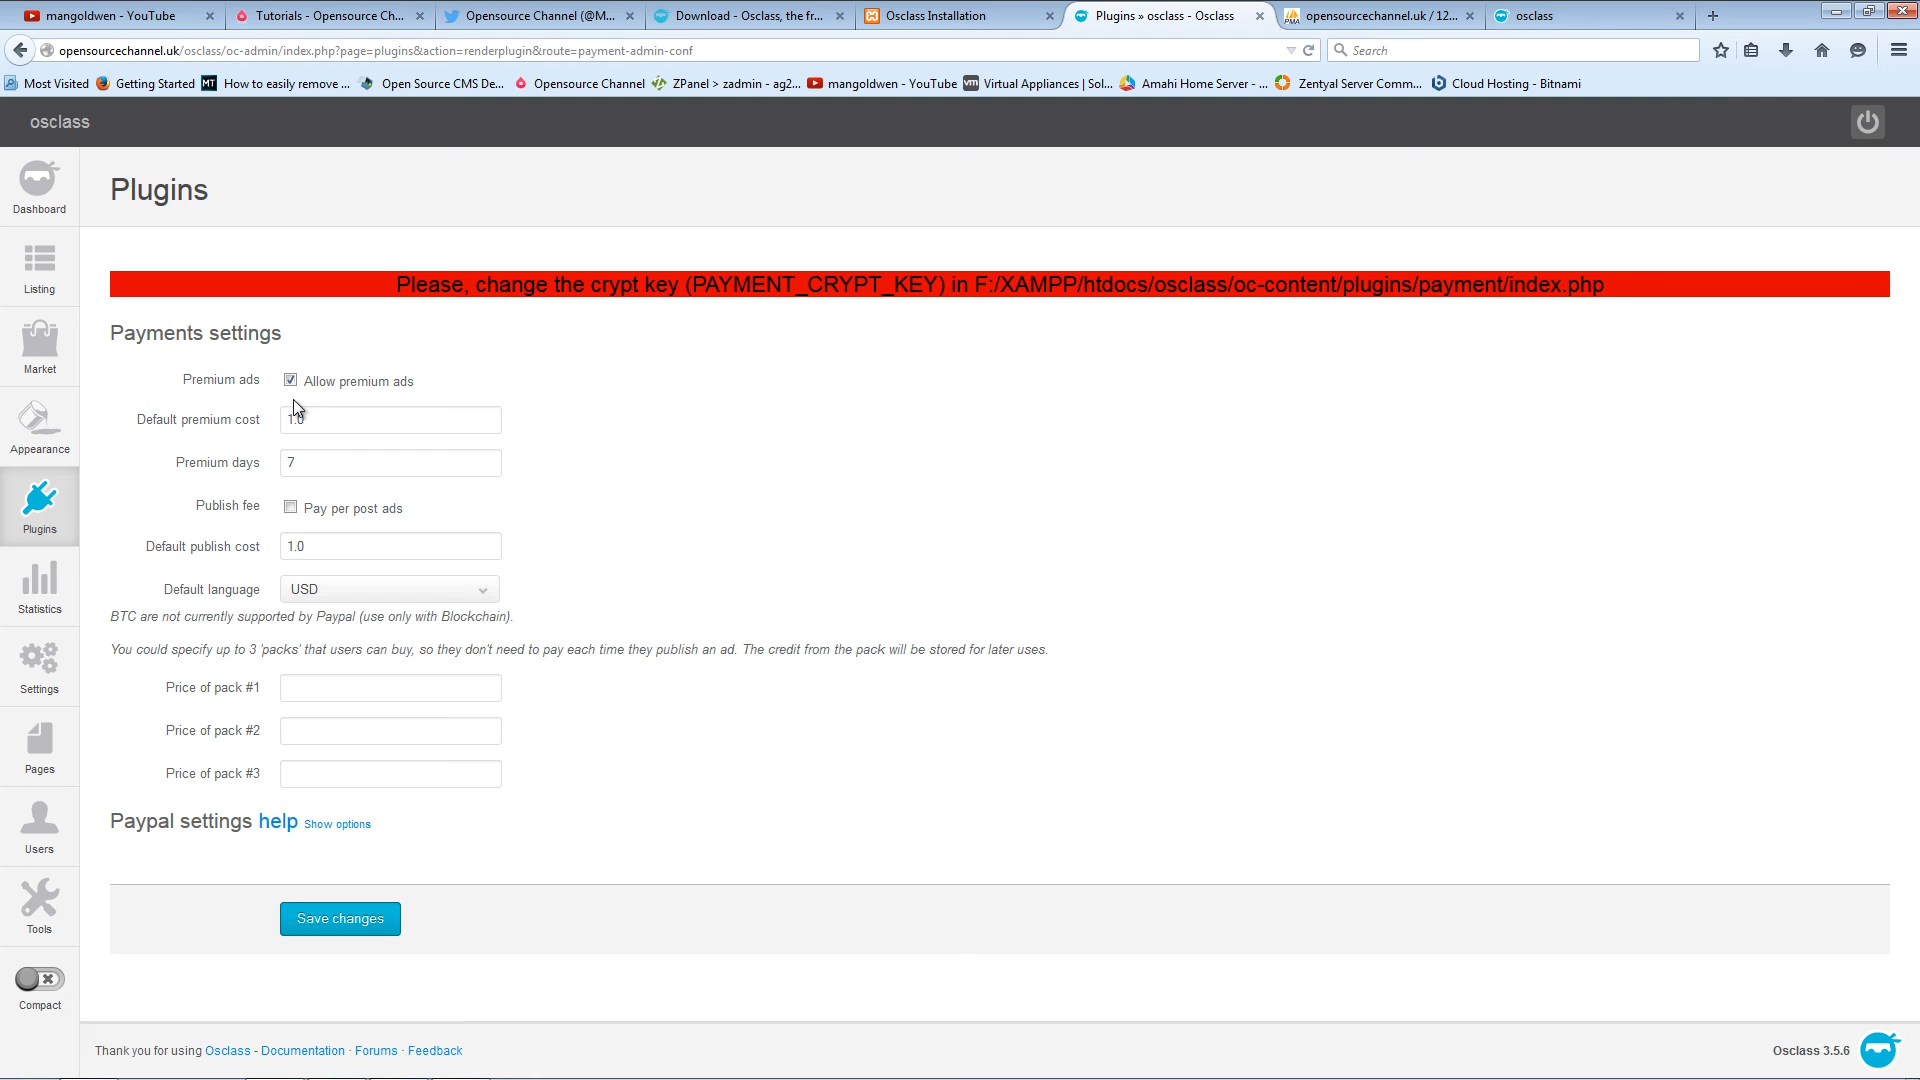 mangoldwen - YouTube
Tutorials - Opensource Ch...
Opensource Channel (@M...
Download - Osclass, the fr...
Osclass Installation
Plugins » osclass - Osclass
opensourcechannel.uk / 12...
osclass
opensourcechannel.uk/osclass/oc-admin/index.php?page=plugins&action=renderplugin&route=payment-admin-conf
Search
Most Visited
Getting Started
MT
How to easily remove ...
Open Source CMS De...
Opensource Channel
ZPanel > zadmin - ag2...
mangoldwen - YouTube
vm
Virtual Appliances | Sol...
Amahi Home Server - ...
Zentyal Server Comm...
Cloud Hosting - Bitnami
osclass
Dashboard
Listing
Market
Appearance
Plugins
Statistics
Settings
Pages
Users
Tools
Compact
Plugins
Please, change the crypt key (PAYMENT_CRYPT_KEY) in F:/XAMPP/htdocs/osclass/oc-content/plugins/payment/index.php
Payments settings
Premium ads Allow premium ads
Default premium cost 1.0
Premium days 7
Publish fee Pay per post ads
Default publish cost 1.0
Default language USD
BTC are not currently supported by Paypal (use only with Blockchain).
You could specify up to 3 'packs' that users can buy, so they don't need to pay each time they publish an ad. The credit from the pack will be stored for later uses.
Price of pack #1
Price of pack #2
Price of pack #3
Paypal settings help Show options
Save changes
Thank you for using Osclass - Documentation · Forums · Feedback
Osclass 3.5.6